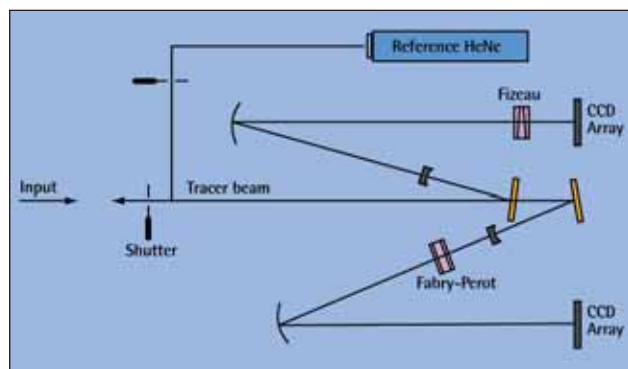 Reference HeNe
Fizeau
CCD
Array
Input
Tracer beam
Shutter
Fabry-Perot
CCD
Array